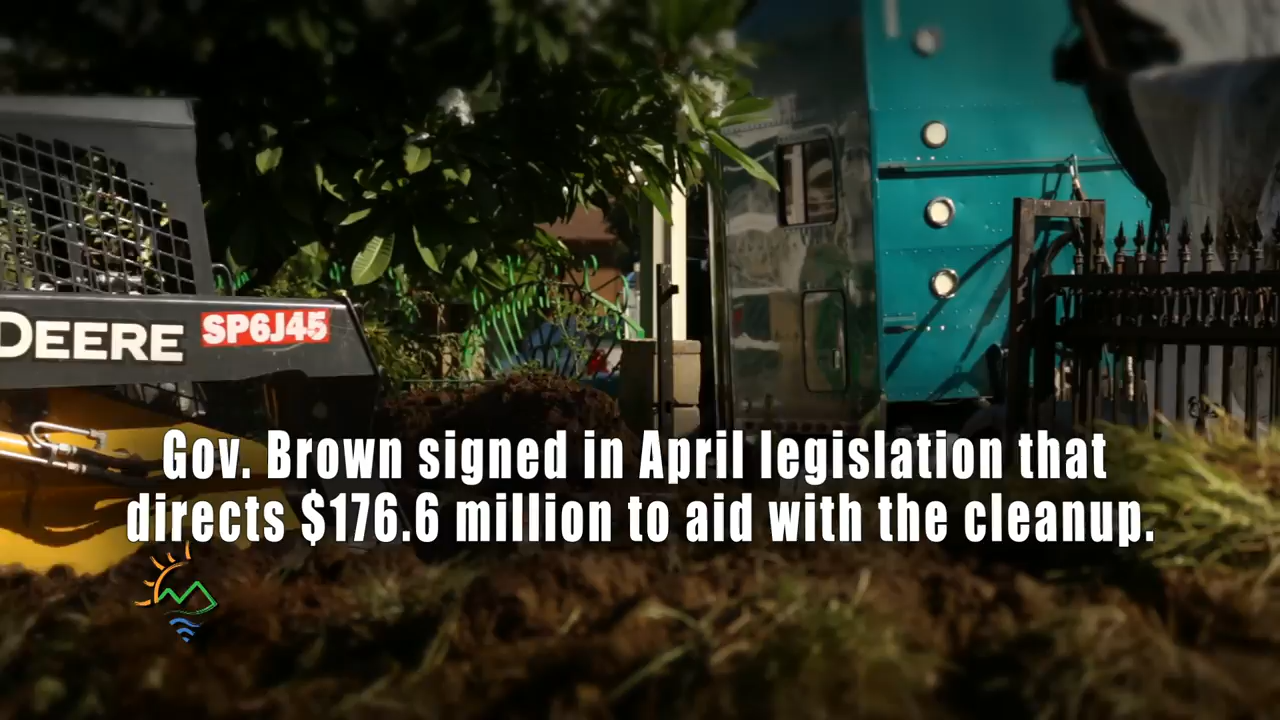 DEERE
SP6J45
Gov. Brown signed in April legislation that
directs $176.6 million to aid with the cleanup.